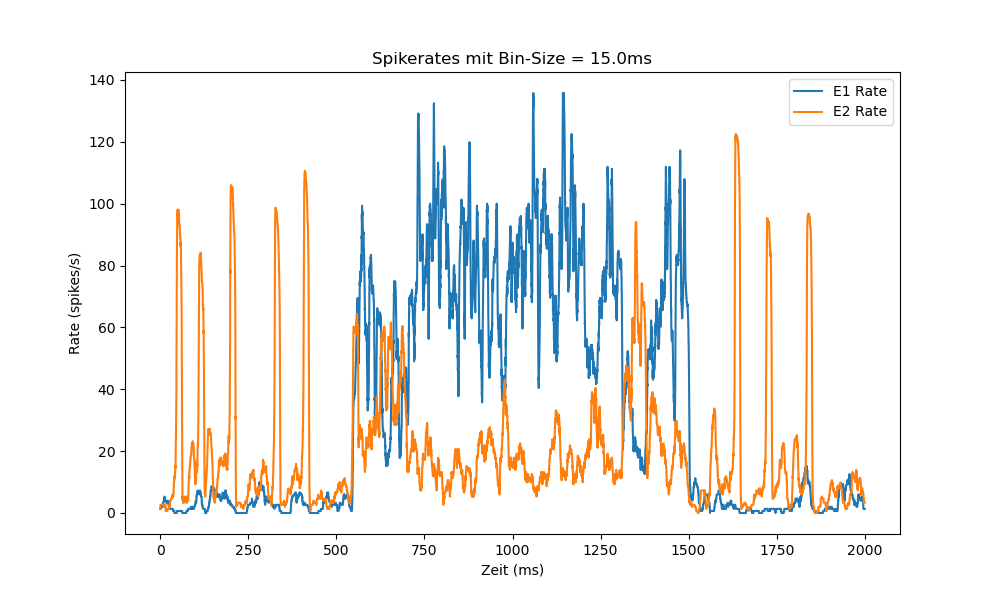 Spikerates mit Bin-Size = 15.0ms
E1 Rate
E2 Rate
140
120
100
80
60
40
20
0
Rate (spikes/s)
0 250 500 750 1000 1250 1500 1750 2000
Zeit (ms)